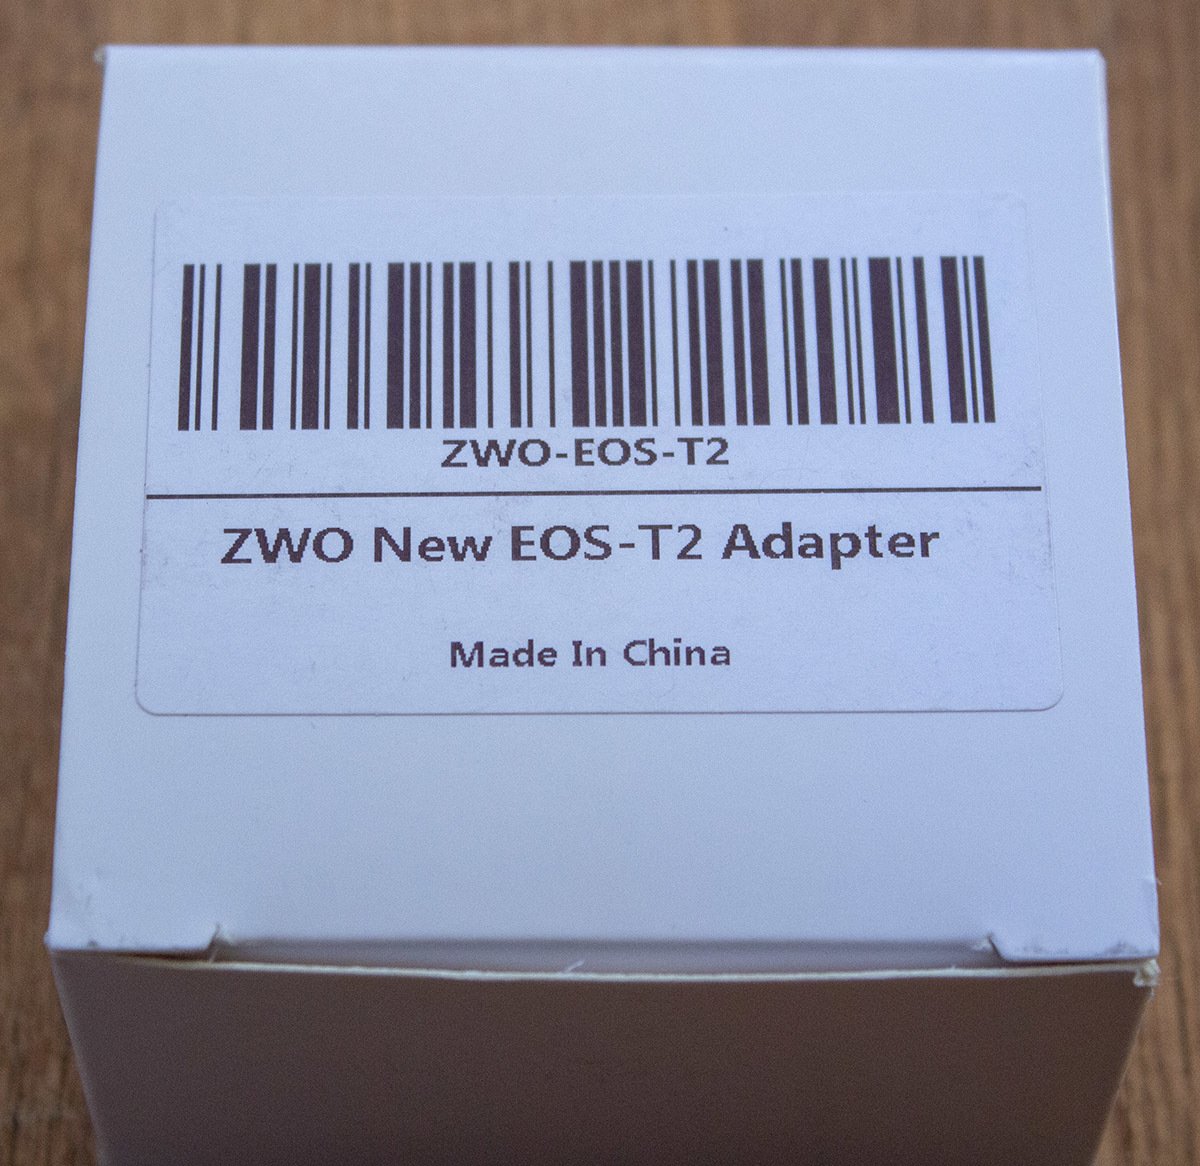 ZWO-EOS-T2
ZWO New EOS-T2 Adapter
Made In China